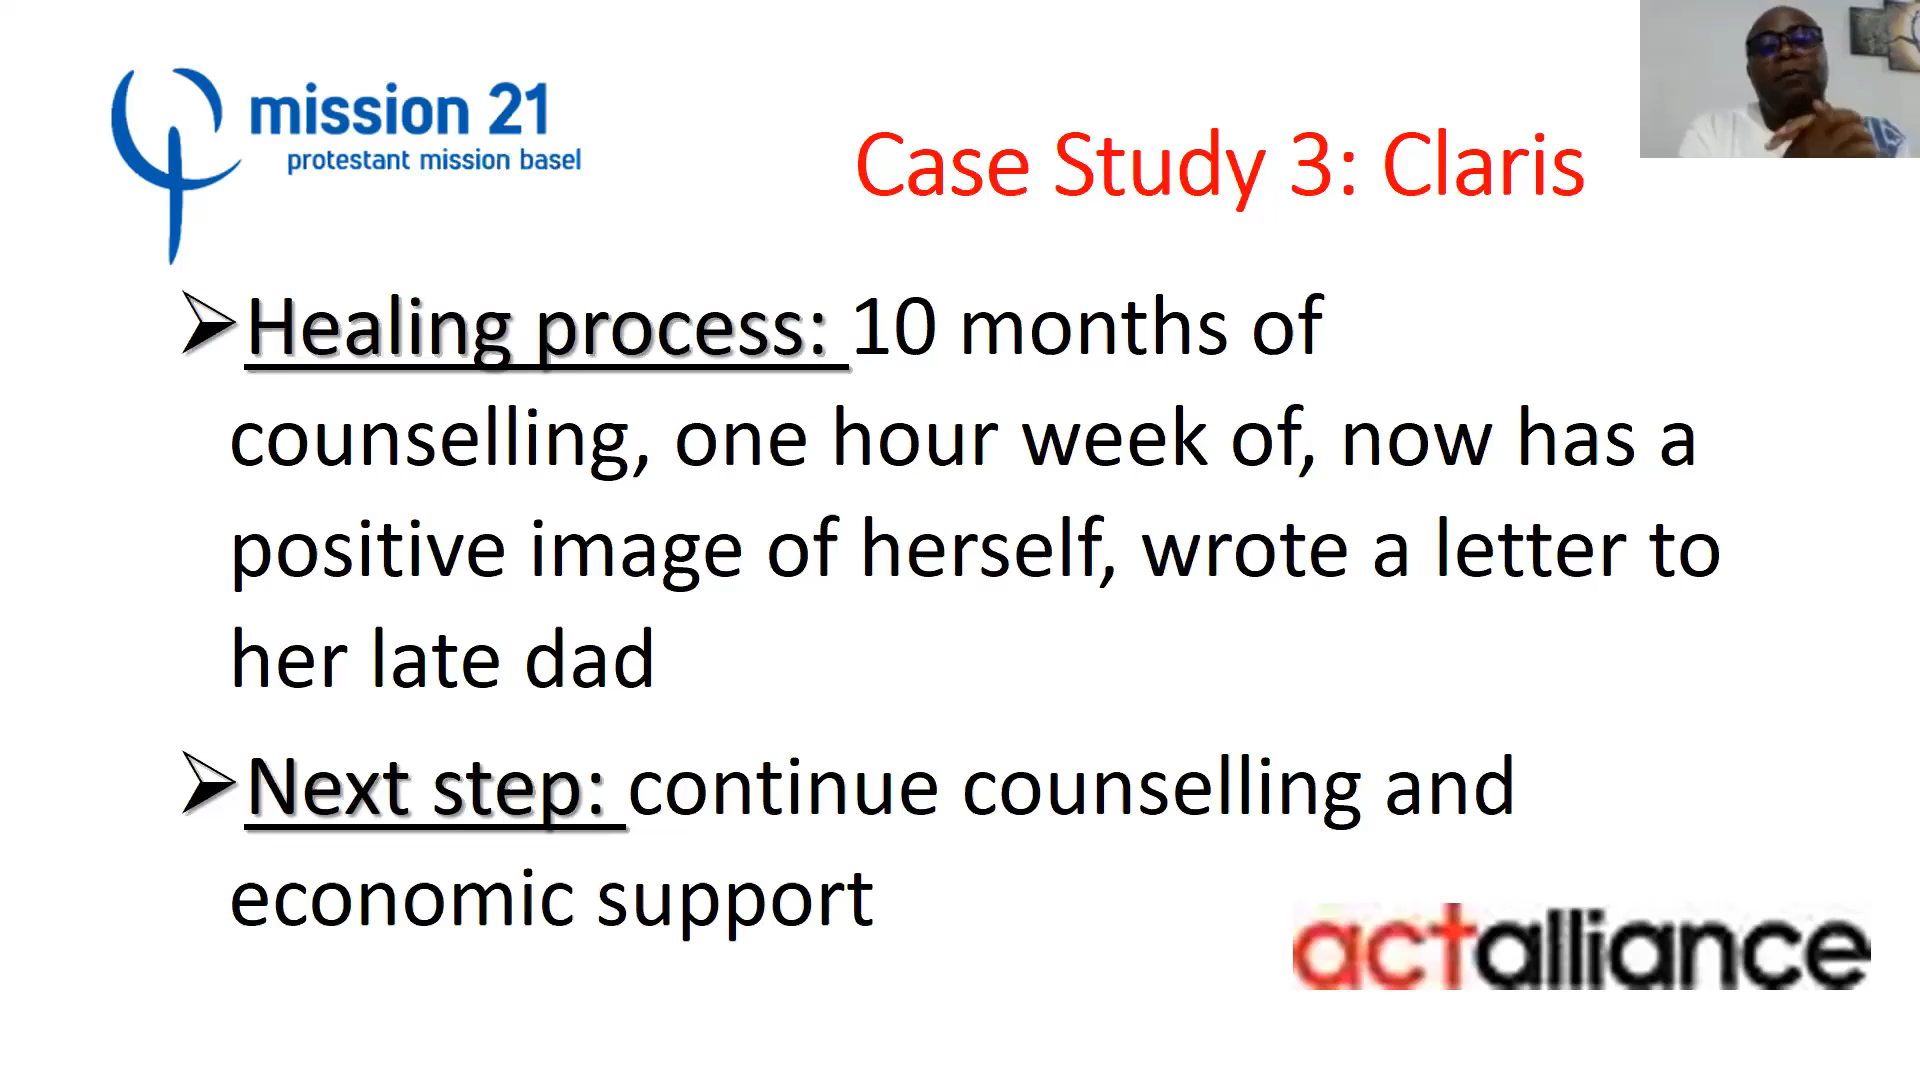 mission 21
protestant mission basel
Case Study 3: Claris
Healing process: 10 months of
counselling, one hour week of, now has a
positive image of herself, wrote a letter to
her late dad
Next step: continue counselling and
economic support
actalliance